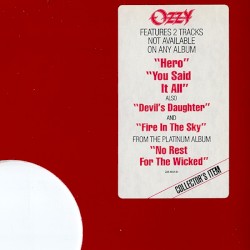 OZZY
FEATURES 2 TRACKS
NOT AVAILABLE
ON ANY ALBUM
"Hero"
"You Said
It All"
ALSO
"Devil's Daughter"
AND
"Fire In The Sky"
FROM THE PLATINUM ALBUM
"No Rest
For The Wicked"
COLLECTOR'S ITEM